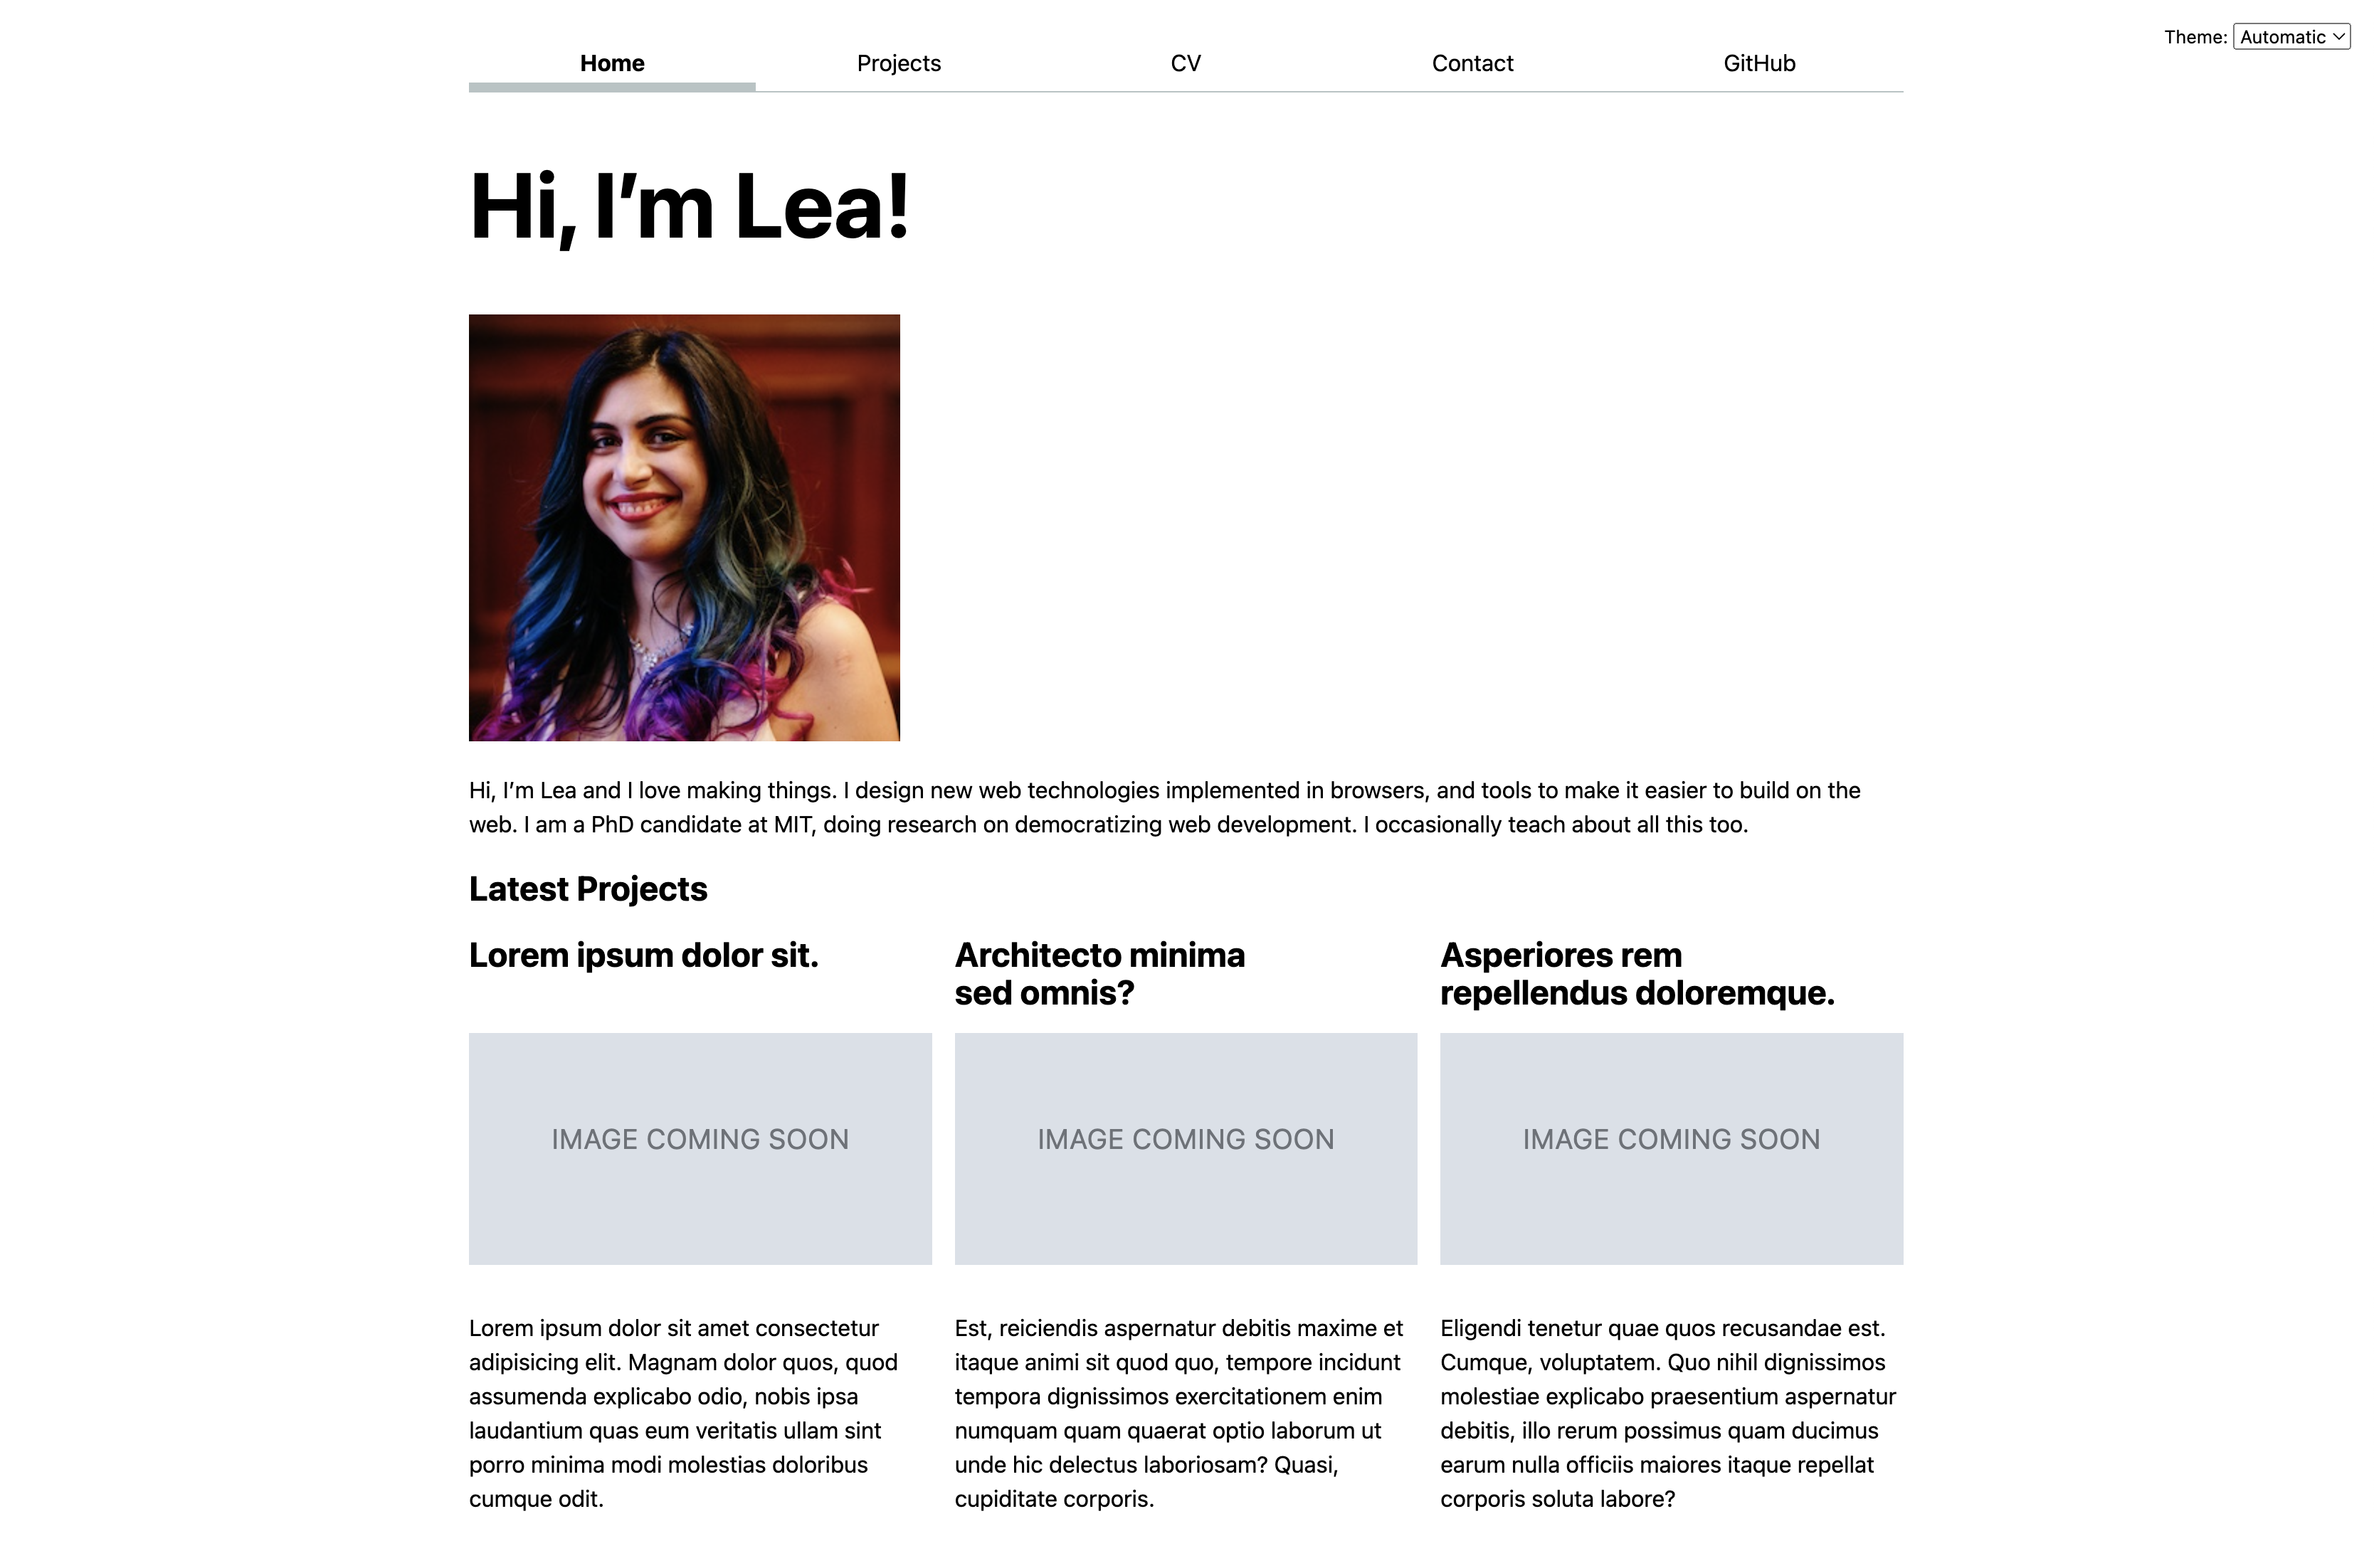 Home Projects CV Contact GitHub
Theme: Automatic
Hi, I’m Lea!
Hi, I’m Lea and I love making things. I design new web technologies implemented in browsers, and tools to make it easier to build on the
web. I am a PhD candidate at MIT, doing research on democratizing web development. I occasionally teach about all this too.
Latest Projects
Lorem ipsum dolor sit.
IMAGE COMING SOON
Lorem ipsum dolor sit amet consectetur
adipisicing elit. Magnam dolor quos, quod
assumenda explicabo odio, nobis ipsa
laudantium quas eum veritatis ullam sint
porro minima modi molestias doloribus
cumque odit.
Architecto minima
sed omnis?
IMAGE COMING SOON
Est, reiciendis aspernatur debitis maxime et
itaque animi sit quod quo, tempore incidunt
tempora dignissimos exercitationem enim
numquam quam quaerat optio laborum ut
unde hic delectus laboriosam? Quasi,
cupiditate corporis.
Asperiores rem
repellendus doloremque.
IMAGE COMING SOON
Eligendi tenetur quae quos recusandae est.
Cumque, voluptatem. Quo nihil dignissimos
molestiae explicabo praesentium aspernatur
debitis, illo rerum possimus quam ducimus
earum nulla officiis maiores itaque repellat
corporis soluta labore?